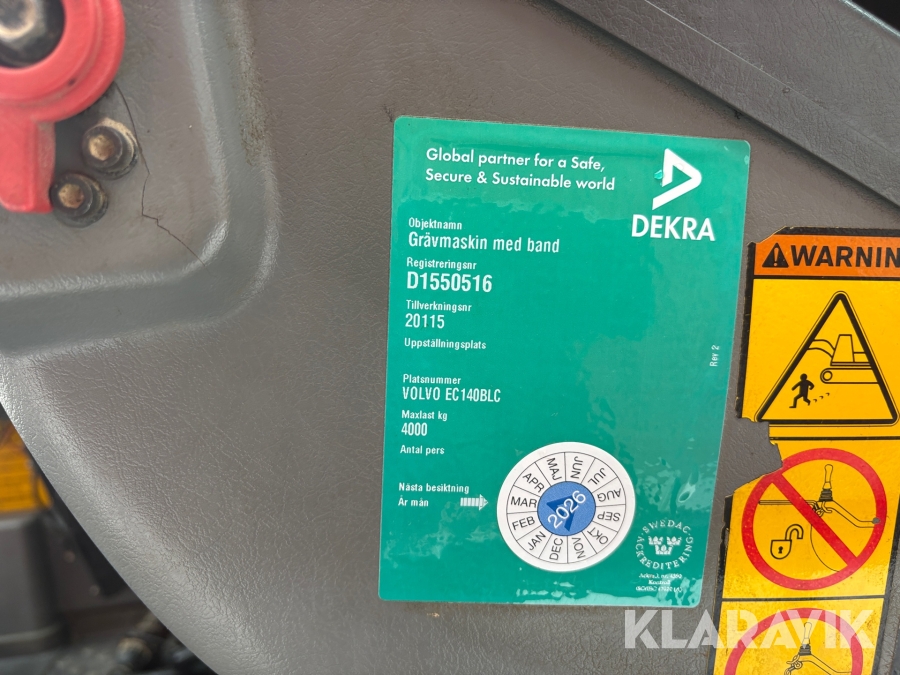 Global partner for a Safe,
Secure & Sustainable world
DEKRA
Objektnamn
Grävmaskin med band
Registreringsnr
D1550516
Tillverkningsnr
20115
Uppställningsplats
Rev 2
Platsnummer
VOLVO EC140BLC
Maxlast kg
4000
Antal pers
Nästa besiktning
År mån
JAN
FEB
MAR
APR
MAJ
JUN
JUL
AUG
SEP
OKT
NOV
DEC
2026
SWEDAC
ACKREDITERING
WARNIN
KLARAVIK